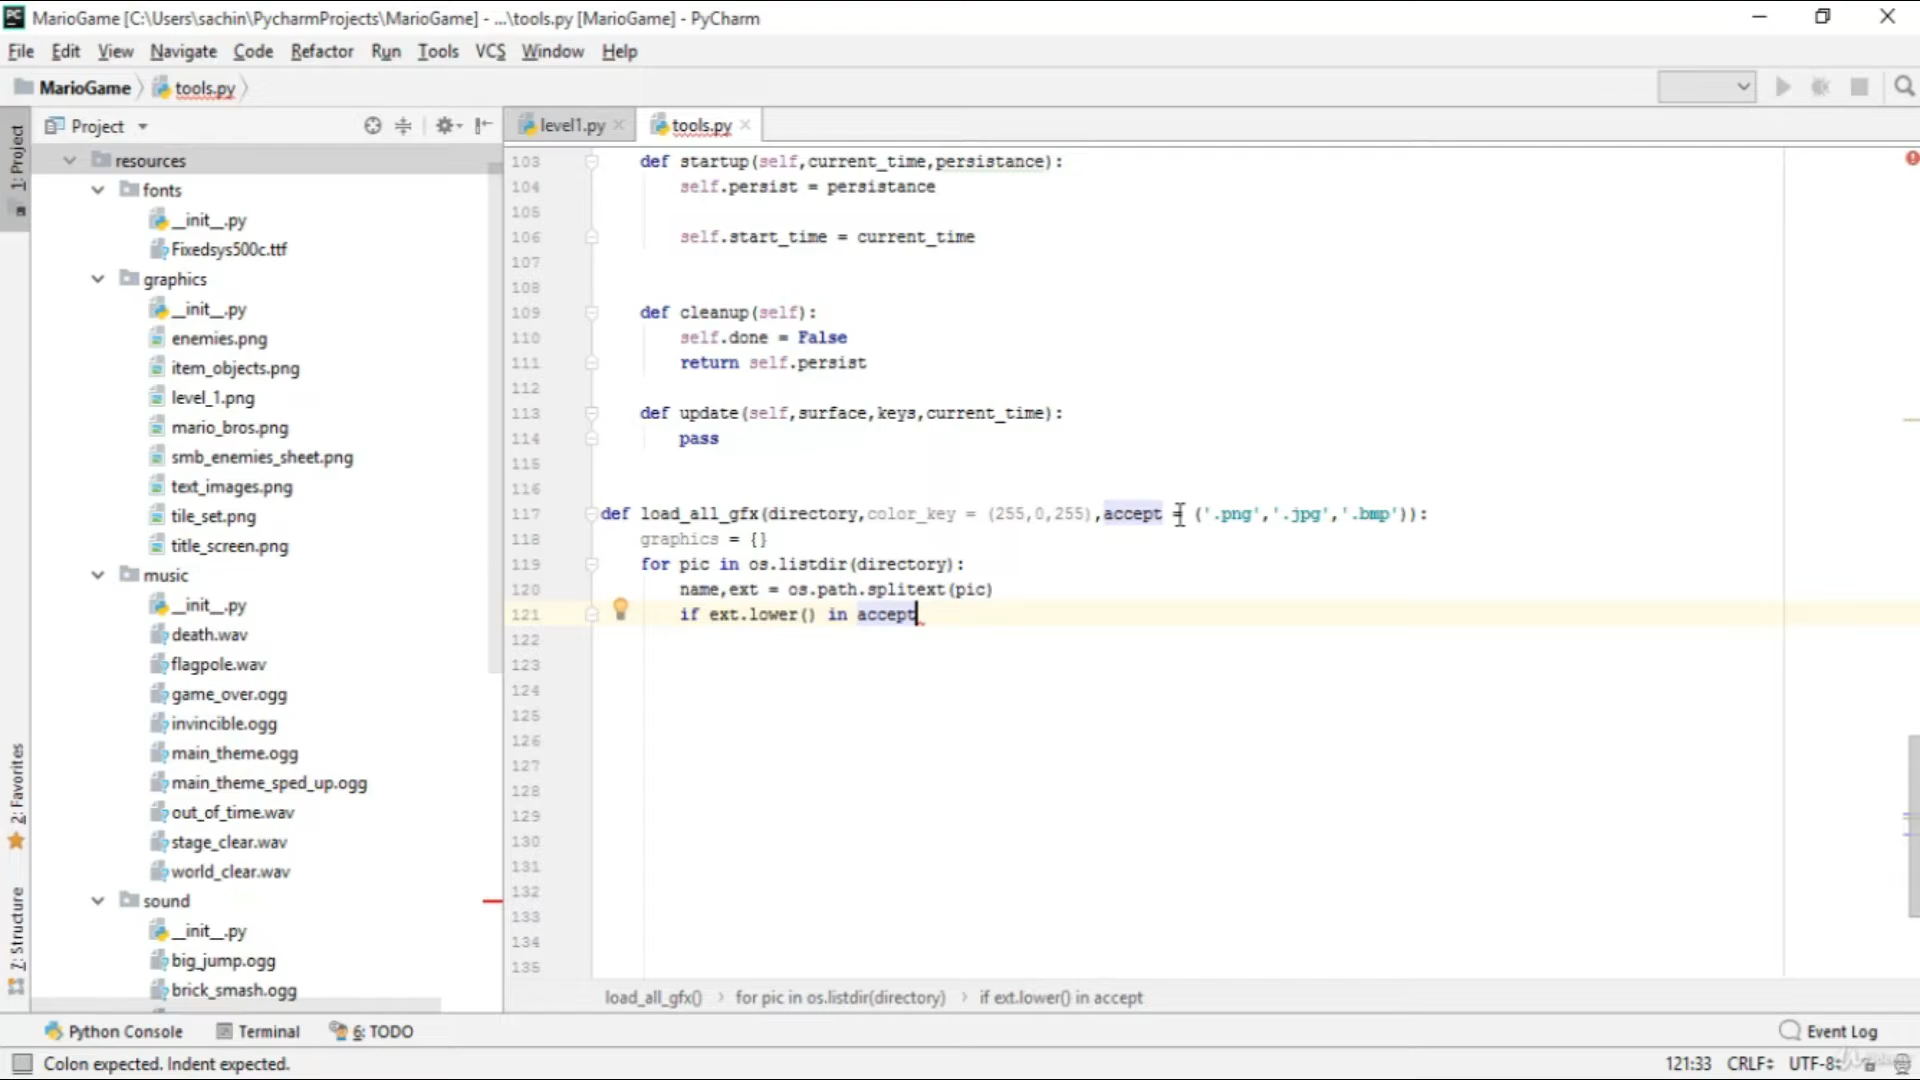 MarioGame [C:\Users\sachin\PycharmProjects\MarioGame] - ...\tools.py [MarioGame] - PyCharm
File Edit View Navigate Code Refactor Run Tools VCS Window Help
MarioGame tools.py
1: Project
Project
resources
fonts
__init__.py
Fixedsys500c.ttf
graphics
__init__.py
enemies.png
item_objects.png
level_1.png
mario_bros.png
smb_enemies_sheet.png
text_images.png
tile_set.png
title_screen.png
music
__init__.py
death.wav
flagpole.wav
game_over.ogg
invincible.ogg
main_theme.ogg
main_theme_sped_up.ogg
out_of_time.wav
stage_clear.wav
world_clear.wav
sound
__init__.py
big_jump.ogg
brick_smash.ogg
2: Favorites
7: Structure
level1.py tools.py
103 def startup(self,current_time,persistance):
104 self.persist = persistance
105
106 self.start_time = current_time
107
108
109 def cleanup(self):
110 self.done = False
111 return self.persist
112
113 def update(self,surface,keys,current_time):
114 pass
115
116
117 def load_all_gfx(directory,color_key = (255,0,255),accept = ('.png','.jpg','.bmp')):
118 graphics = {}
119 for pic in os.listdir(directory):
120 name,ext = os.path.splitext(pic)
121 if ext.lower() in accept
122
123
124
125
126
127
128
129
130
131
132
133
134
135
load_all_gfx() for pic in os.listdir(directory) if ext.lower() in accept
Python Console Terminal 6: TODO Event Log
Colon expected. Indent expected. 121:33 CRLF UTF-8